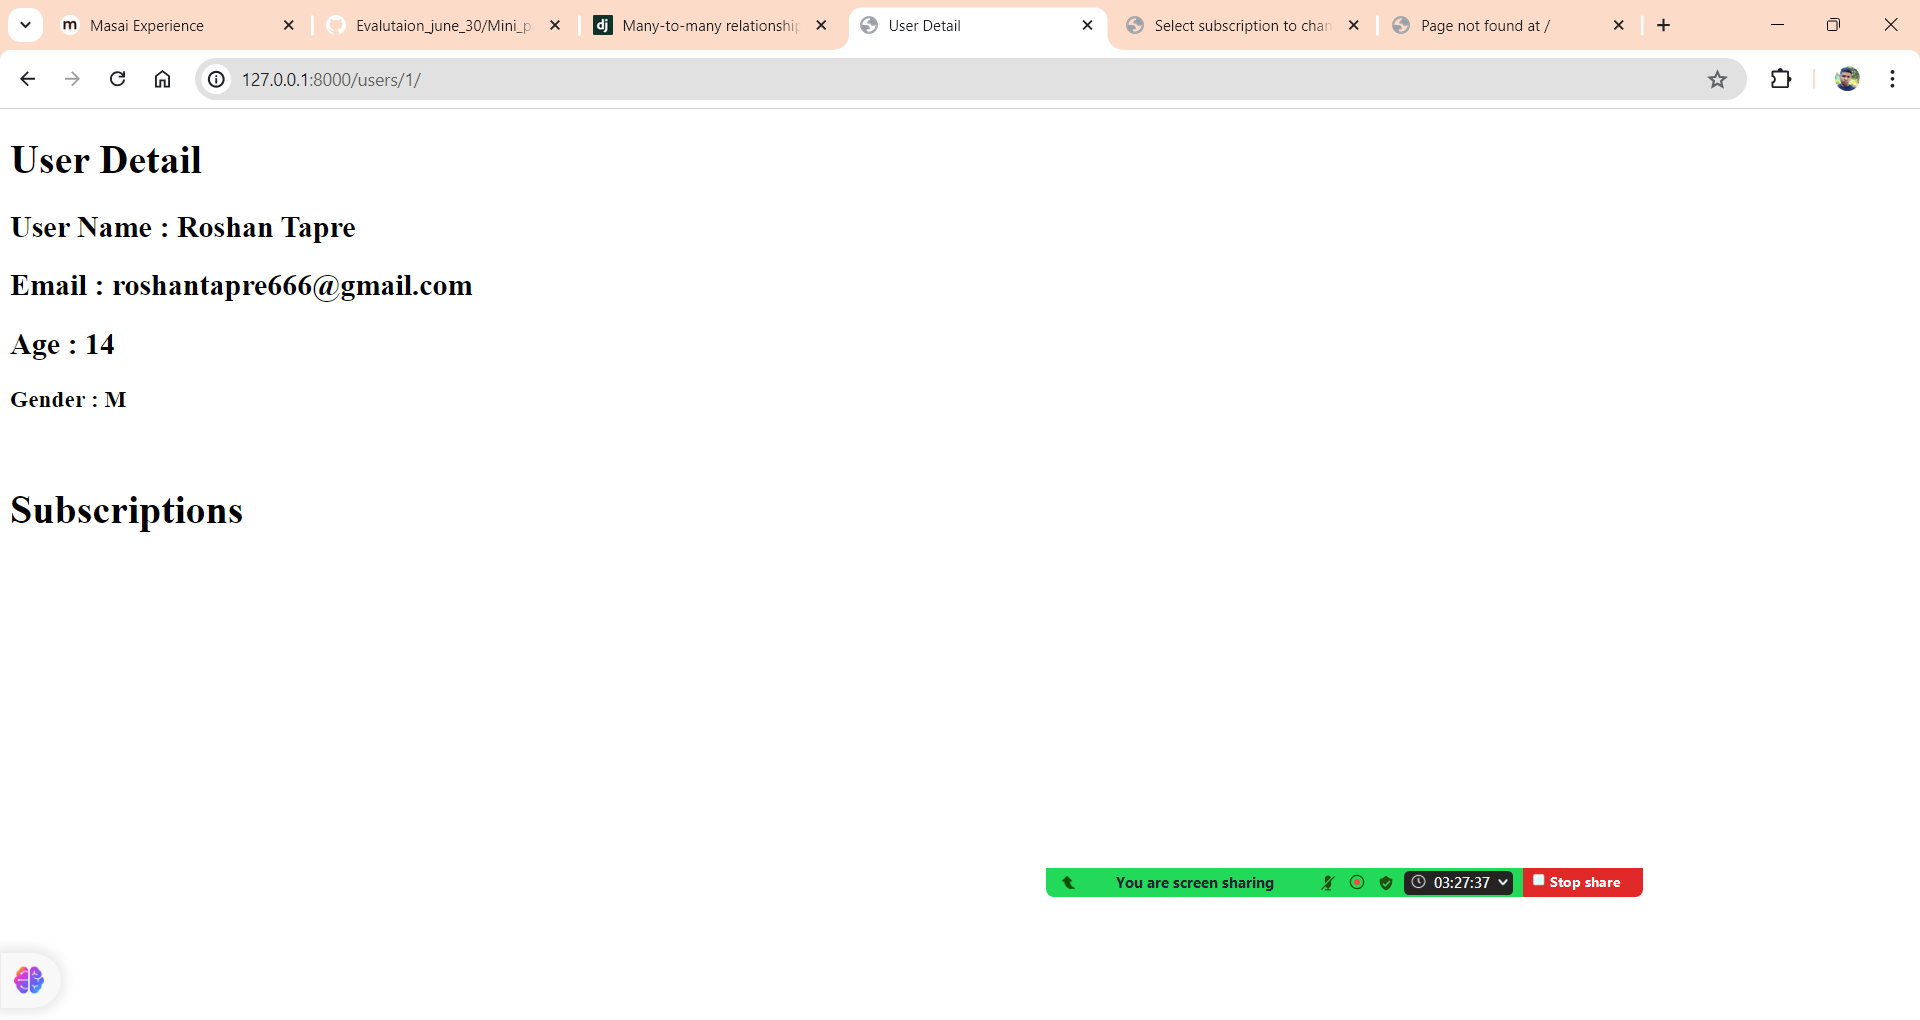 m Masai Experience
Evalutaion_june_30/Mini_p
dj Many-to-many relationship
User Detail
Select subscription to chan
Page not found at /
127.0.0.1:8000/users/1/
User Detail
User Name : Roshan Tapre
Email : roshantapre666@gmail.com
Age : 14
Gender : M
Subscriptions
You are screen sharing
03:27:37
Stop share